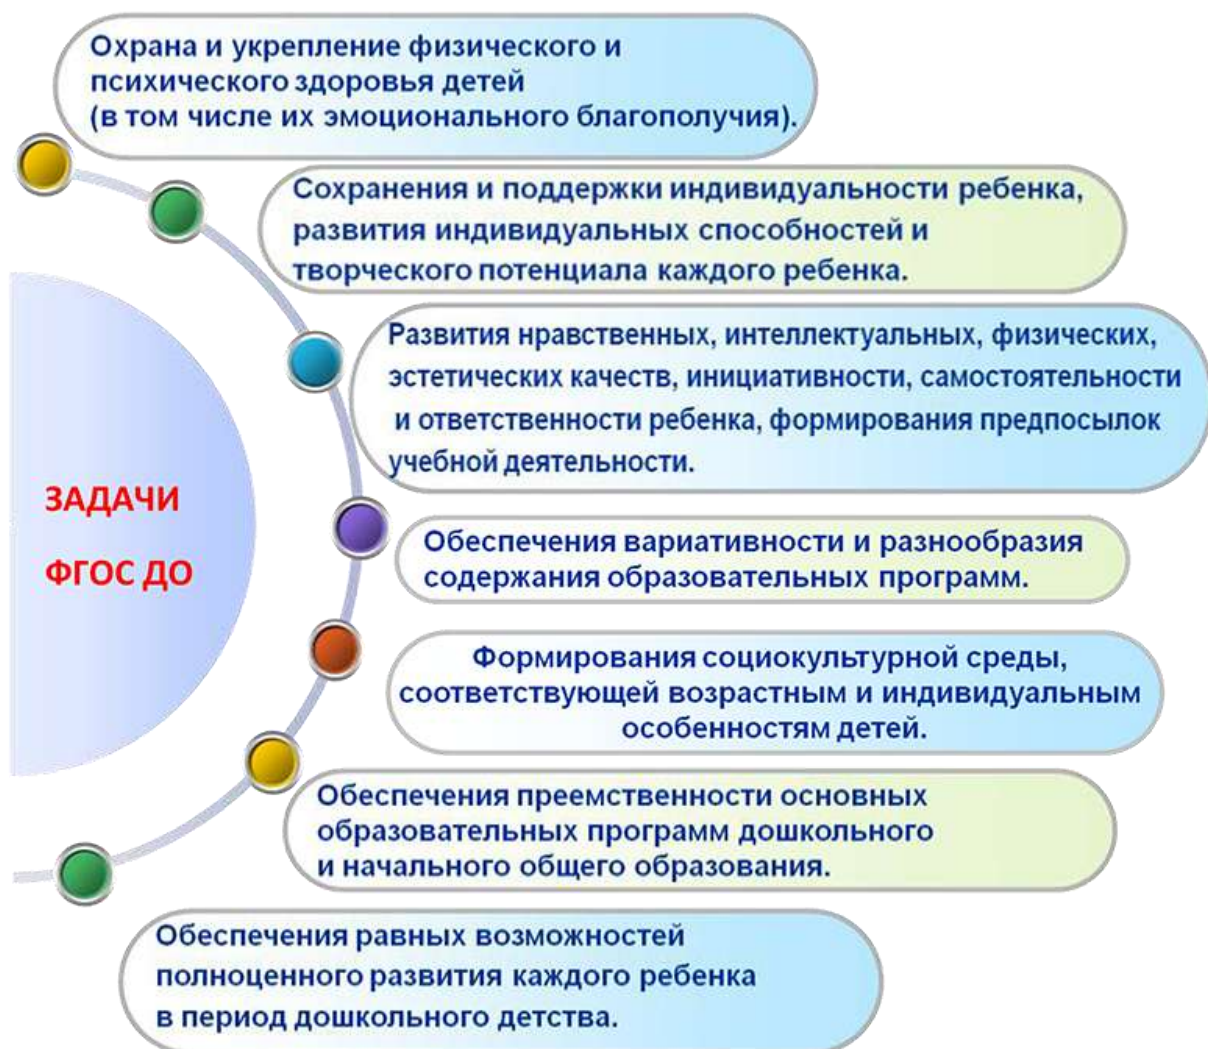 Охрана и укрепление физического и
психического здоровья детей
(в том числе их эмоционального благополучия).
Сохранения и поддержки индивидуальности ребенка,
развития индивидуальных способностей и
творческого потенциала каждого ребенка.
Развития нравственных, интеллектуальных, физических,
эстетических качеств, инициативности, самостоятельности
и ответственности ребенка, формирования предпосылок
учебной деятельности.
ЗАДАЧИ
ФГОС ДО
Обеспечения вариативности и разнообразия
содержания образовательных программ.
Формирования социокультурной среды,
соответствующей возрастным и индивидуальным
особенностям детей.
Обеспечения преемственности основных
образовательных программ дошкольного
и начального общего образования.
Обеспечения равных возможностей
полноценного развития каждого ребенка
в период дошкольного детства.